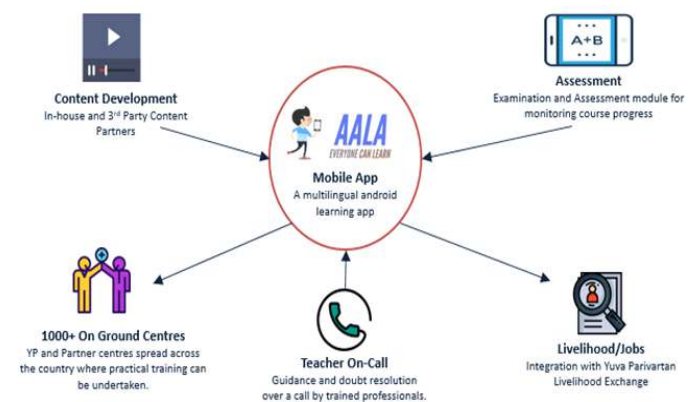 A+B
Content Development
In-house and 3rd Party Content
Partners
Assessment
Examination and Assessment module for
monitoring course progress
AALA
EVERYONE CAN LEARN
Mobile App
A multilingual android
learning app
1000+ On Ground Centres
YP and Partner centres spread across
the country where practical training can
be undertaken.
Teacher On-Call
Guidance and doubt resolution
over a call by trained professionals.
Livelihood/Jobs
Integration with Yuva Parivartan
Livelihood Exchange